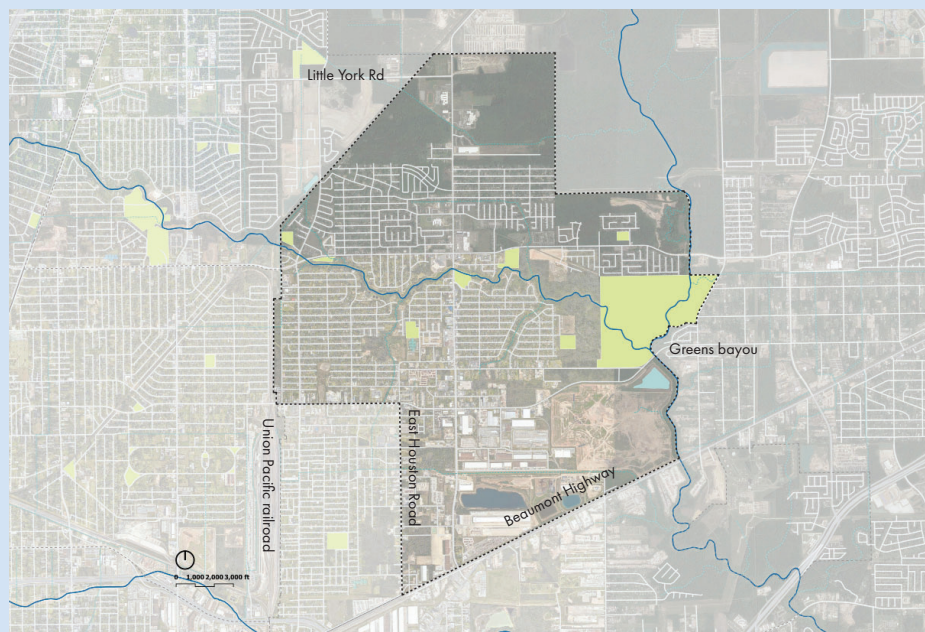 Little York Rd
Greens bayou
Union Pacific railroad
East Houston Road
Beaumont Highway
0 1,000 2,000 3,000 ft